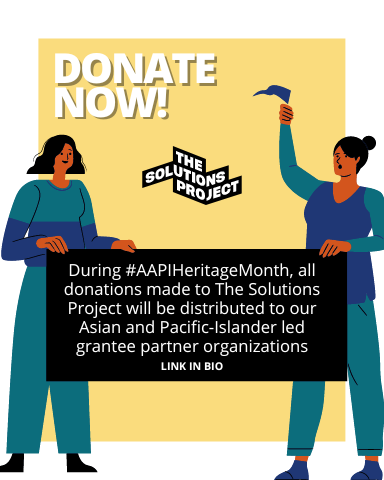 DONATE
NOW!
THE
SOLUTIONS
PROJECT
During #AAPIHeritageMonth, all
donations made to The Solutions
Project will be distributed to our
Asian and Pacific-Islander led
grantee partner organizations
LINK IN BIO